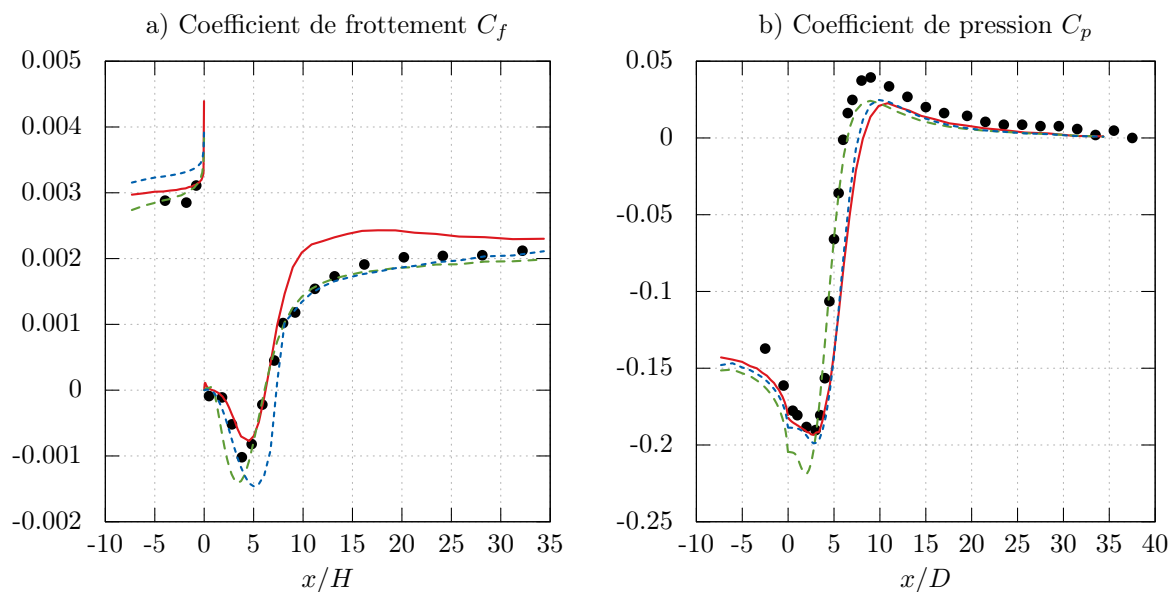 a) Coefficient de frottement C_f
0.005
0.004
0.003
0.002
0.001
0
-0.001
-0.002
-10 -5 0 5 10 15 20 25 30 35
x/H
b) Coefficient de pression C_p
0.05
0
-0.05
-0.1
-0.15
-0.2
-0.25
-10 -5 0 5 10 15 20 25 30 35 40
x/D